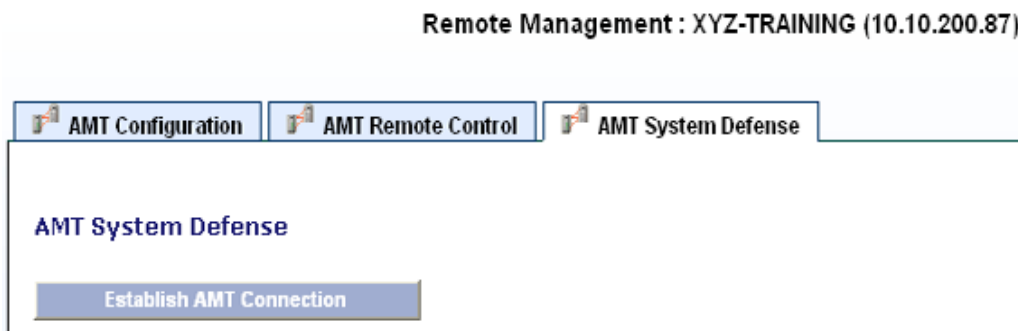 Remote Management : XYZ-TRAINING (10.10.200.87)
AMT Configuration AMT Remote Control AMT System Defense
AMT System Defense
Establish AMT Connection